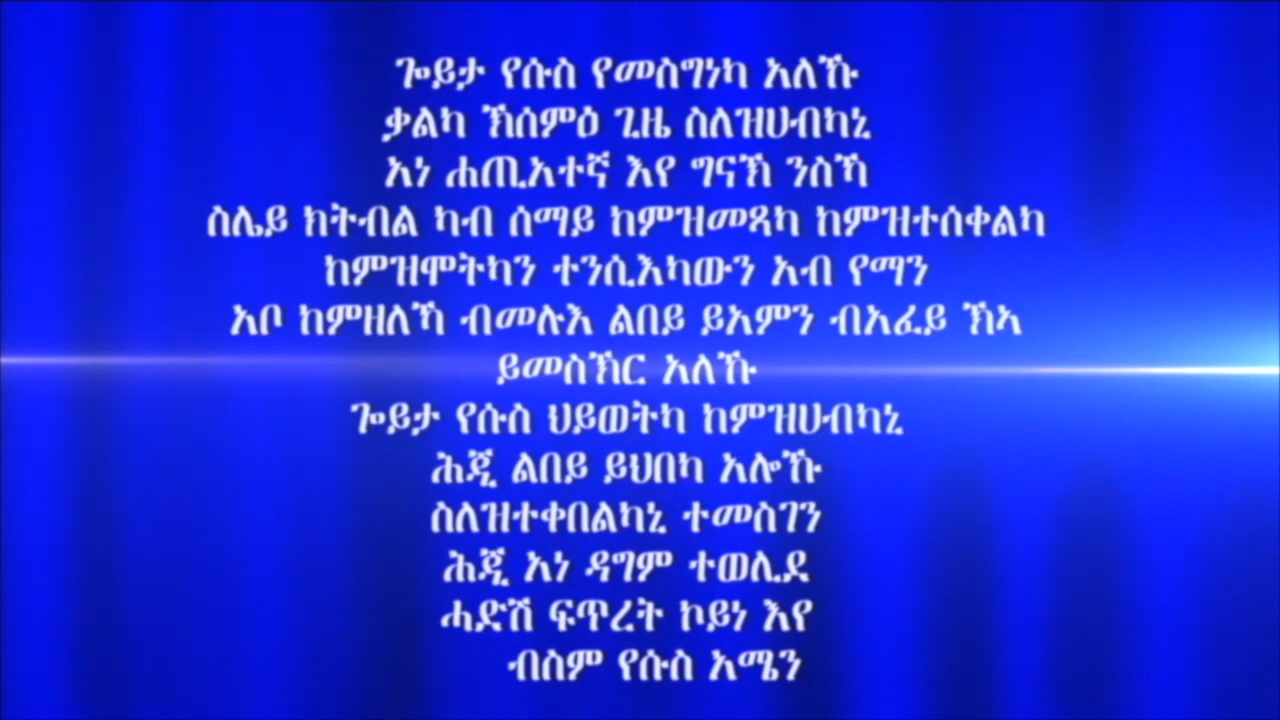 ጐይታ የሱስ የመስግነካ አለኹ
ቃልካ ኽሰምዕ ጊዜ ስለዝሀብካኒ
አነ ሐጢአተኛ እየ ግናኽ ንስኻ
ስሌይ ክትብል ካብ ሰማይ ከምዝመጻካ ከምዝተሰቀልካ
ከምዝሞትካን ተንሲእካውን አብ የማን
አቦ ከምዘለኻ ብመሉእ ልበይ ይአምን ብአፈይ ኽኣ
ይመስኽር አለኹ
ጐይታ የሱስ ህይወትካ ከምዝሀብካኒ
ሕጂ ልበይ ይህበካ አሎኹ
ስለዝተቀበልካኒ ተመስገን
ሕጂ አነ ዳግም ተወሊደ
ሓድሽ ፍጥረት ኮይነ እየ
ብስም የሱስ አሜን